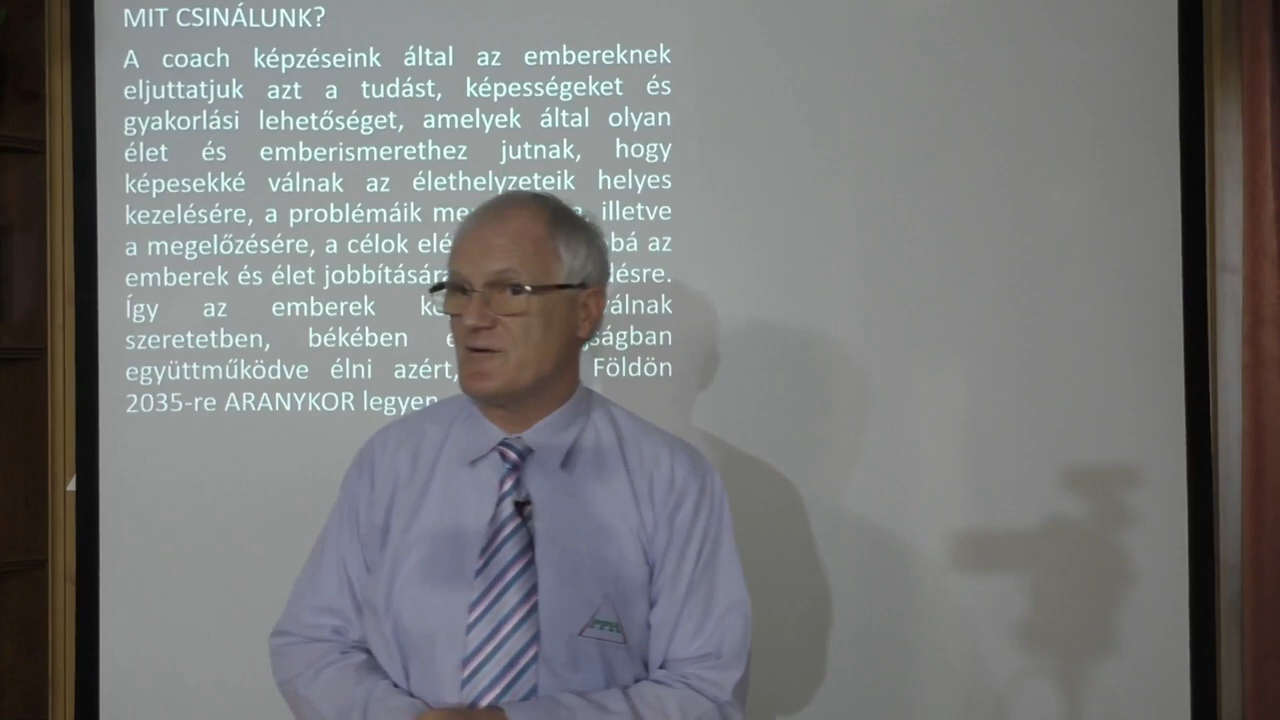 MIT CSINÁLUNK?
A coach képzéseink által az embereknek
eljuttatjuk azt a tudást, képességeket és
gyakorlási lehetőséget, amelyek által olyan
élet és emberismerethez jutnak, hogy
képesekké válnak az élethelyzeteik helyes
kezelésére, a problémáik illetve
a megelőzésére, a célok az
emberek és élet jobbítására
Így az emberek válnak
szeretetben, békében
együttműködve élni azért, Földön
2035-re ARANYKOR legyen